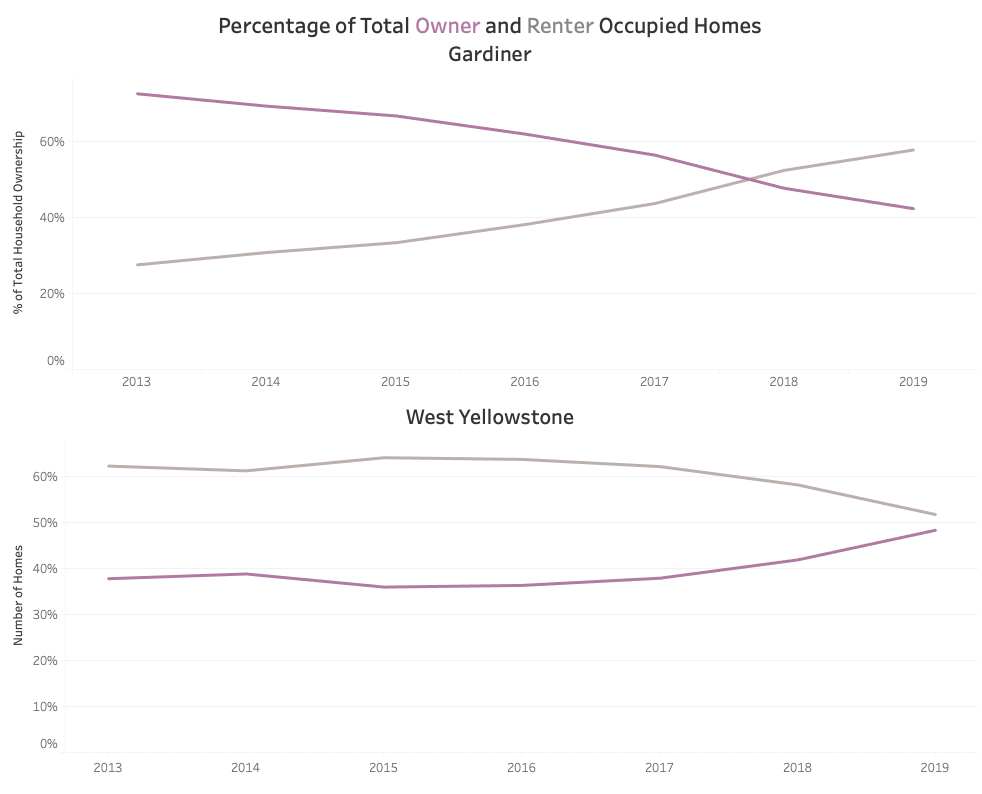 Percentage of Total Owner and Renter Occupied Homes
Gardiner
% of Total Household Ownership
60%
40%
20%
0%
2013 2014 2015 2016 2017 2018 2019
West Yellowstone
Number of Homes
60%
50%
40%
30%
20%
10%
0%
2013 2014 2015 2016 2017 2018 2019